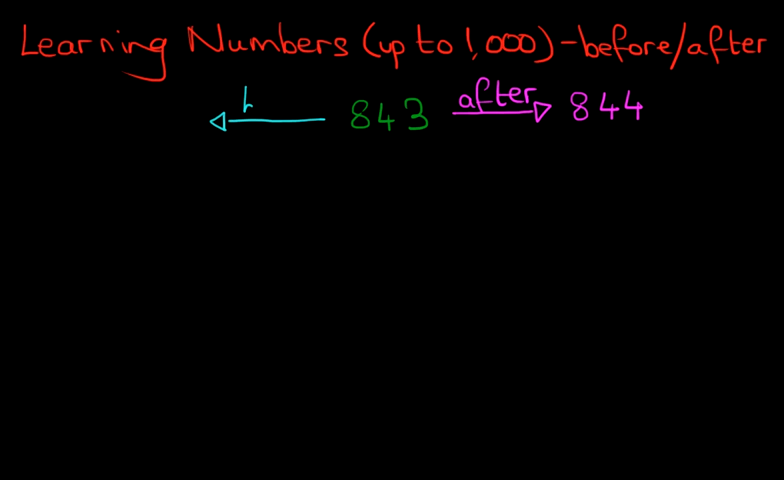 Learning Numbers (up to 1,000) - before/after
843 after 844